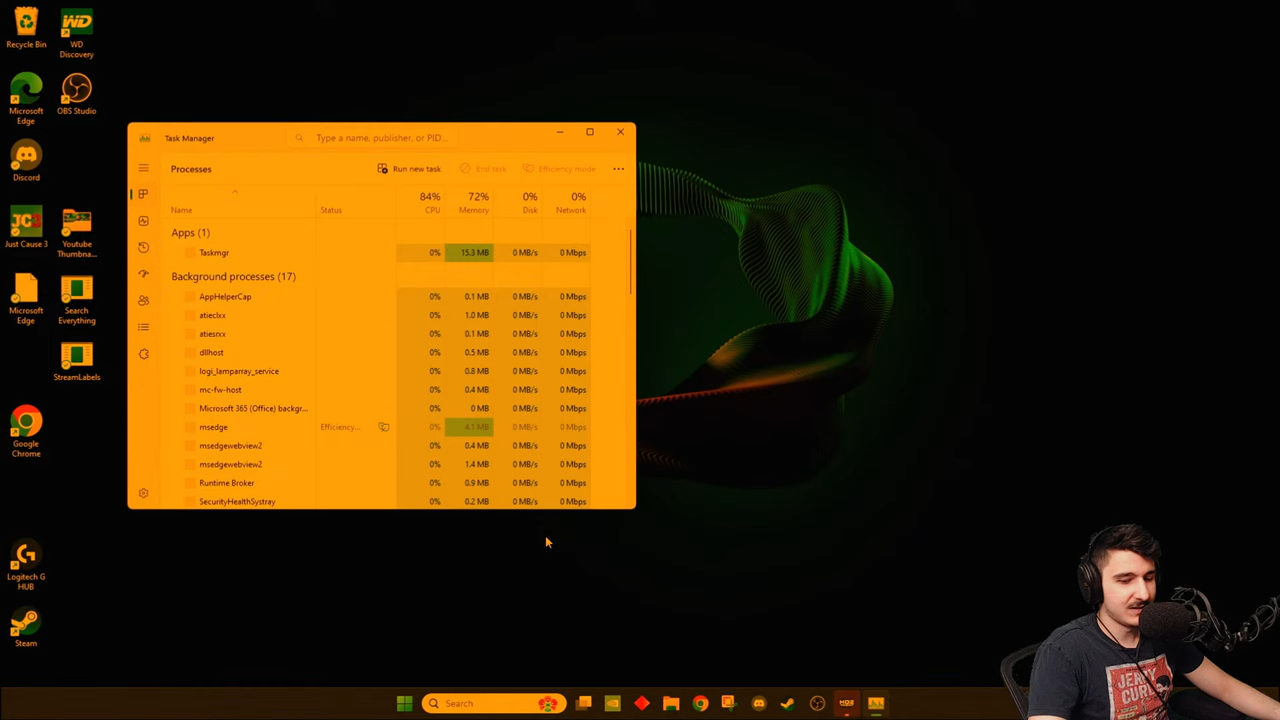 Recycle Bin
WD Discovery
Microsoft Edge
OBS Studio
Discord
JC3
Just Cause 3
Youtube Thumbna...
Microsoft Edge
Search Everything
StreamLabels
Google Chrome
Logitech G HUB
Steam
Task Manager
Type a name, publisher, or PID...
Processes
Run new task
End task
Efficiency mode
84% 72% 0% 0%
Name Status CPU Memory Disk Network
Apps (1)
Taskmgr 0% 15.3 MB 0 MB/s 0 Mbps
Background processes (17)
AppHelperCap 0% 0.1 MB 0 MB/s 0 Mbps
atieclxx 0% 1.0 MB 0 MB/s 0 Mbps
atiesrxx 0% 0.1 MB 0 MB/s 0 Mbps
dllhost 0% 0.5 MB 0 MB/s 0 Mbps
logi_lamparray_service 0% 0.8 MB 0 MB/s 0 Mbps
mc-fw-host 0% 0.4 MB 0 MB/s 0 Mbps
Microsoft 365 (Office) backgr... 0% 0 MB 0 MB/s 0 Mbps
msedge Efficiency... 0% 4.1 MB 0 MB/s 0 Mbps
msedgewebview2 0% 0.4 MB 0 MB/s 0 Mbps
msedgewebview2 0% 1.4 MB 0 MB/s 0 Mbps
Runtime Broker 0% 0.9 MB 0 MB/s 0 Mbps
SecurityHealthSystray 0% 0.2 MB 0 MB/s 0 Mbps
JERRY
CURL
Search